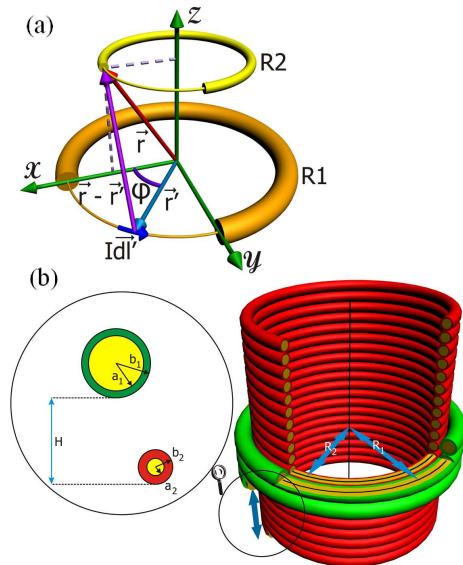 (a)
z
R2
R1
r⃗
x
r⃗ - r⃗'
φ
r⃗'
Idl⃗'
y
(b)
b₁
a₁
H
b₂
a₂
R₂
R₁